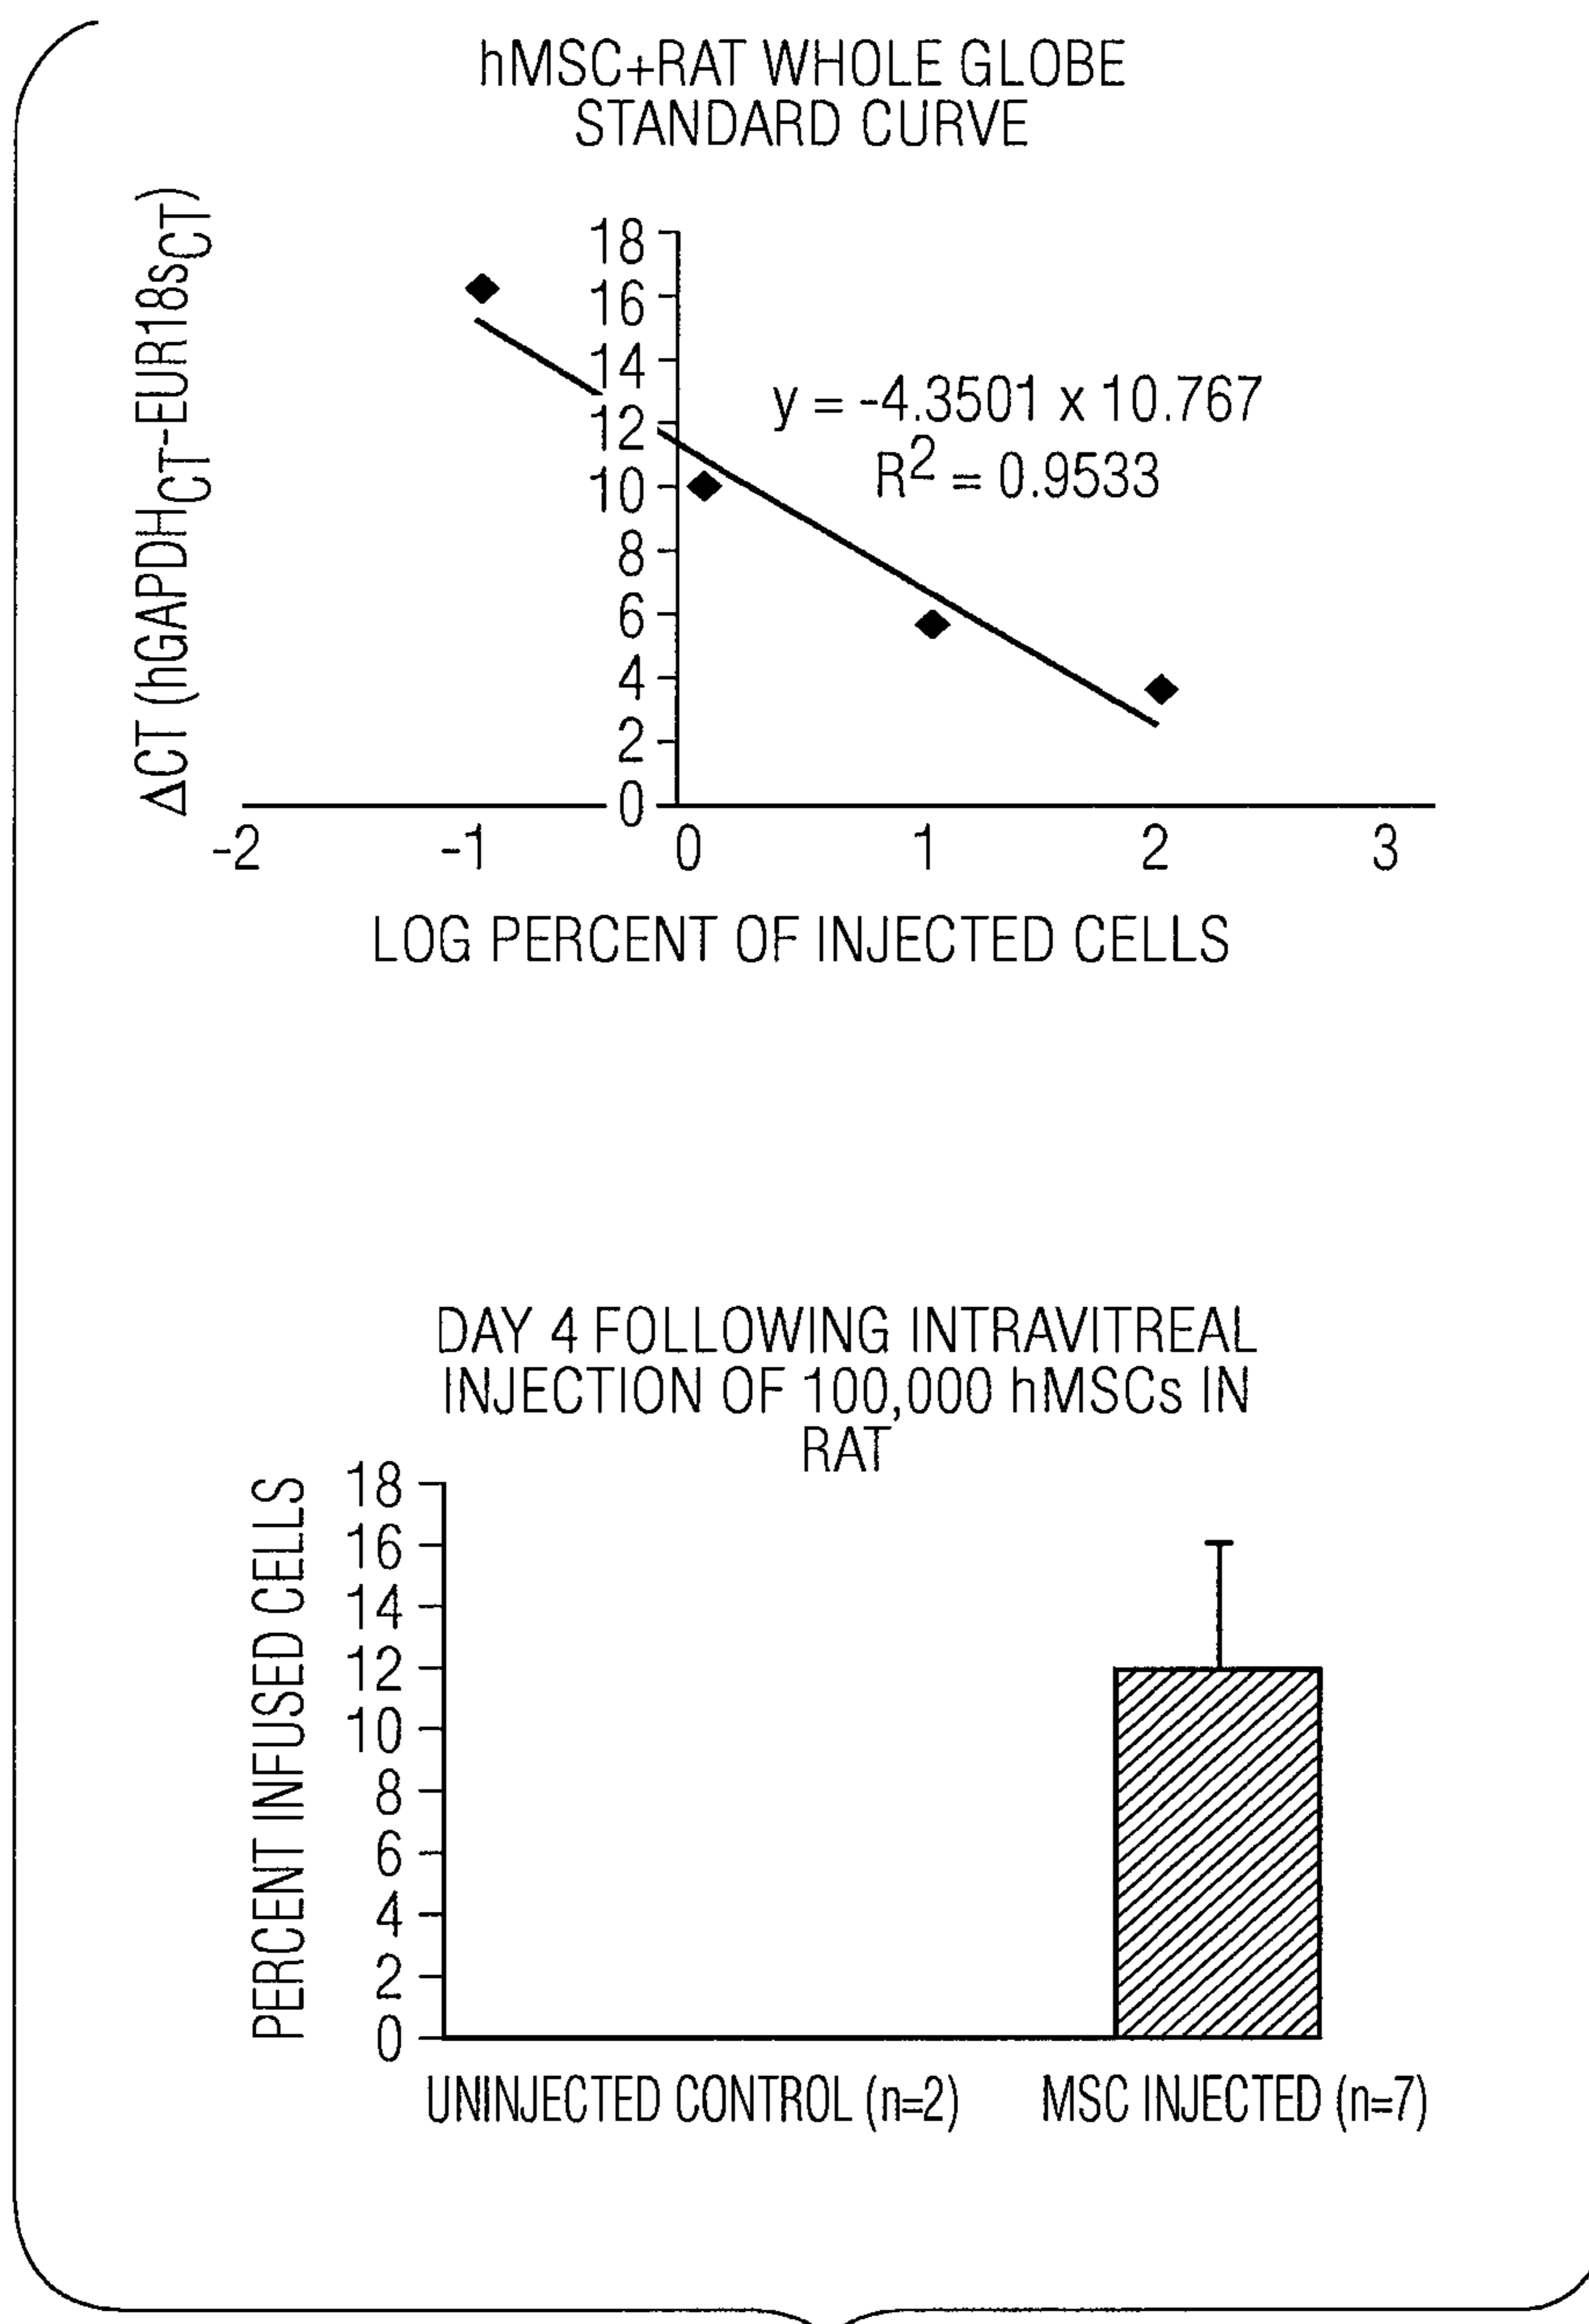 hMSC+RAT WHOLE GLOBE
STANDARD CURVE
ΔCT (hGAPDHCT-EUR18sCT)
18
16
14
12
10
8
6
4
2
0
y = -4.3501 x 10.767
R2 = 0.9533
-2 -1 0 1 2 3
LOG PERCENT OF INJECTED CELLS
DAY 4 FOLLOWING INTRAVITREAL
INJECTION OF 100,000 hMSCs IN
RAT
PERCENT INFUSED CELLS
18
16
14
12
10
8
6
4
2
0
UNINJECTED CONTROL (n=2) MSC INJECTED (n=7)